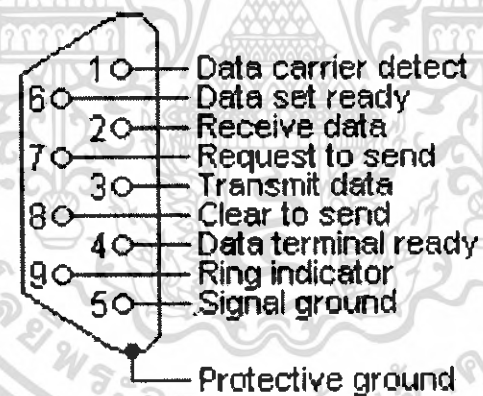 1 Data carrier detect
6 Data set ready
2 Receive data
7 Request to send
3 Transmit data
8 Clear to send
4 Data terminal ready
9 Ring indicator
5 Signal ground
Protective ground